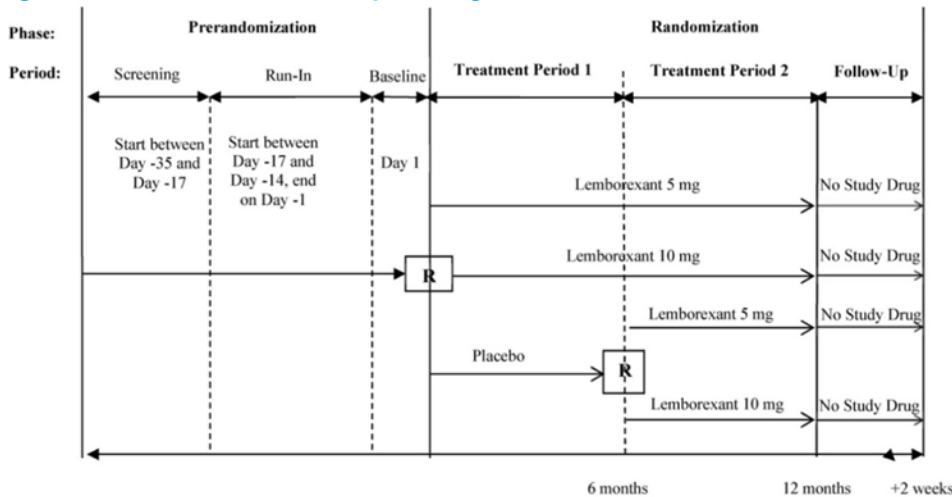 Phase:
Prerandomization
Randomization
Period:
Screening
Run-In
Baseline
Treatment Period 1
Treatment Period 2
Follow-Up
Start between
Day -35 and
Day -17
Start between
Day -17 and
Day -14, end
on Day -1
Day 1
Lemborexant 5 mg
No Study Drug
R
Lemborexant 10 mg
No Study Drug
Lemborexant 5 mg
No Study Drug
Placebo
R
Lemborexant 10 mg
No Study Drug
6 months
12 months
+2 weeks